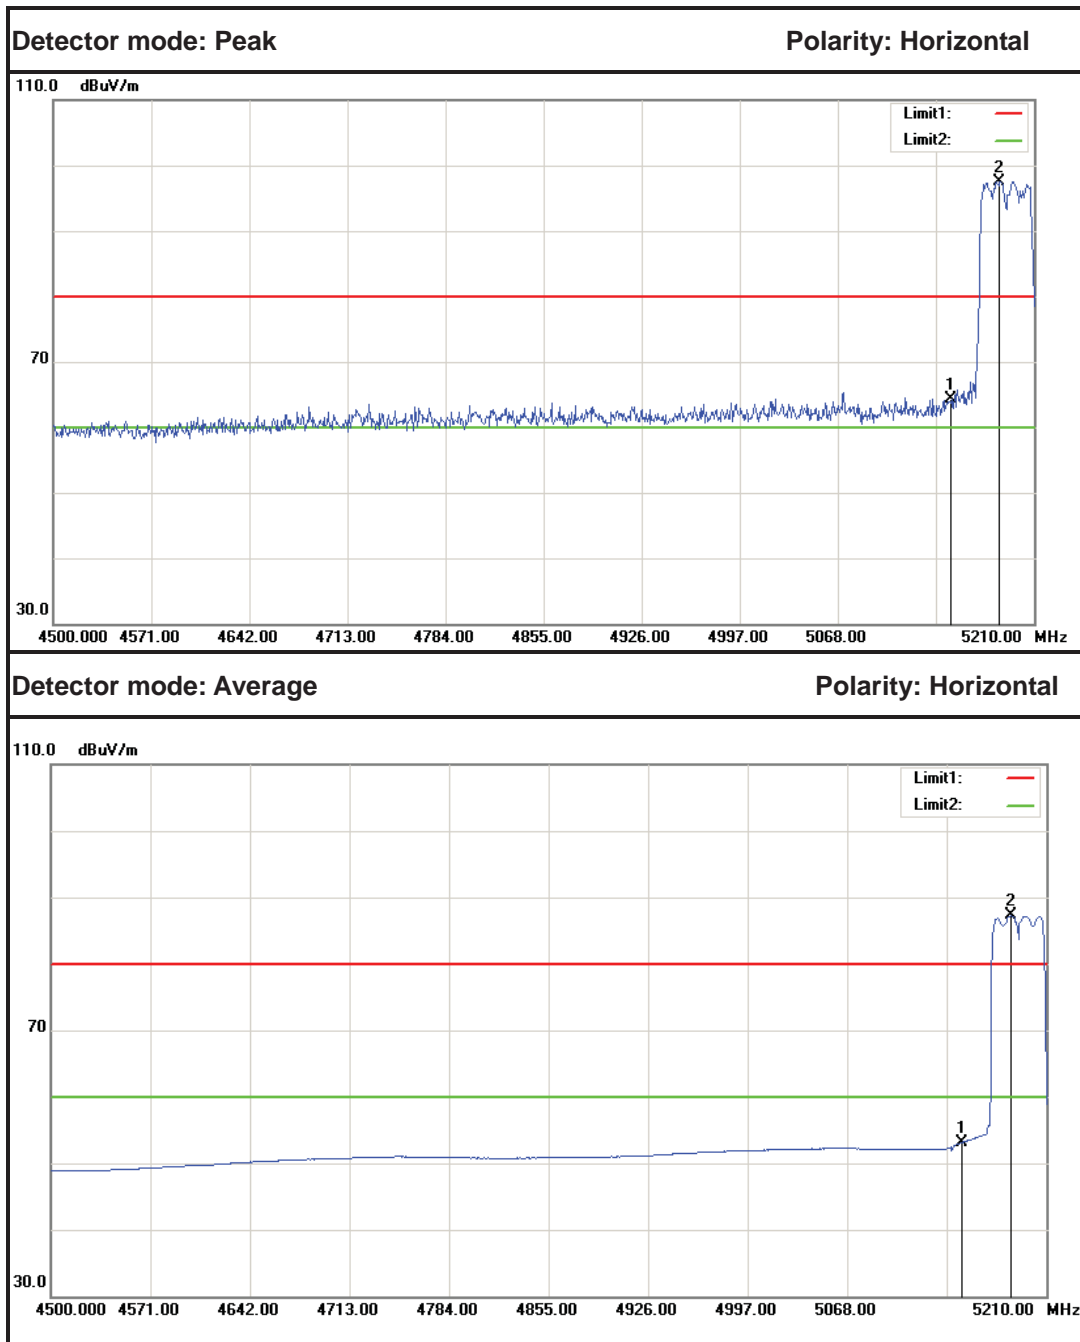 Detector mode: Peak Polarity: Horizontal
110.0 dBuV/m
Limit1:
Limit2:
2
70
1
30.0
4500.000 4571.00 4642.00 4713.00 4784.00 4855.00 4926.00 4997.00 5068.00 5210.00 MHz
Detector mode: Average Polarity: Horizontal
110.0 dBuV/m
Limit1:
Limit2:
2
70
1
30.0
4500.000 4571.00 4642.00 4713.00 4784.00 4855.00 4926.00 4997.00 5068.00 5210.00 MHz